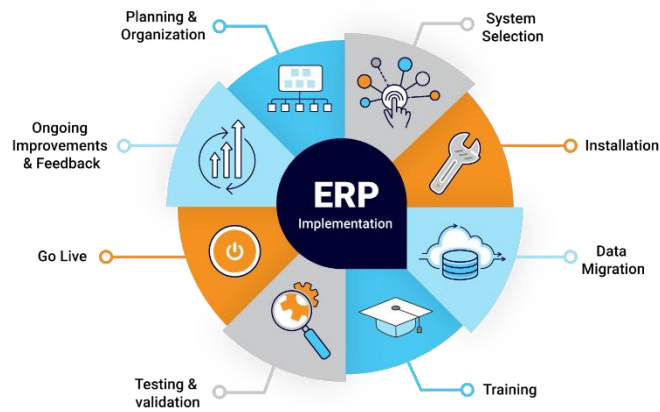 Planning &
Organization
System
Selection
Ongoing
Improvements
& Feedback
Installation
ERP
Implementation
Go Live
Data
Migration
Testing &
validation
Training